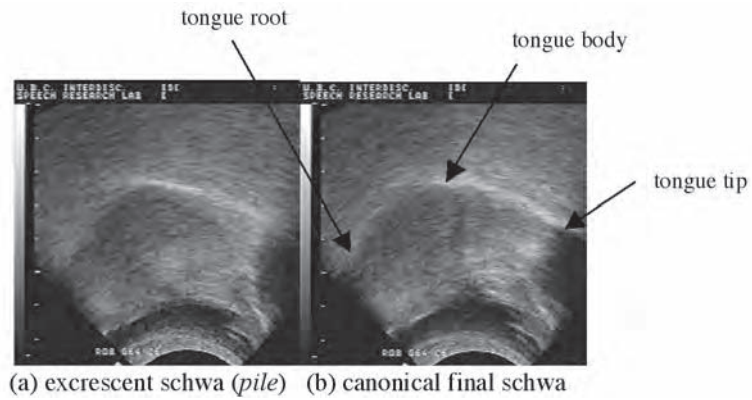 tongue root
tongue body
tongue tip
U.B.C. INTERDISC.
SPEECH RESEARCH LAB
U.B.C. INTERDISC.
SPEECH RESEARCH LAB
(a) excrescent schwa (pile)
(b) canonical final schwa